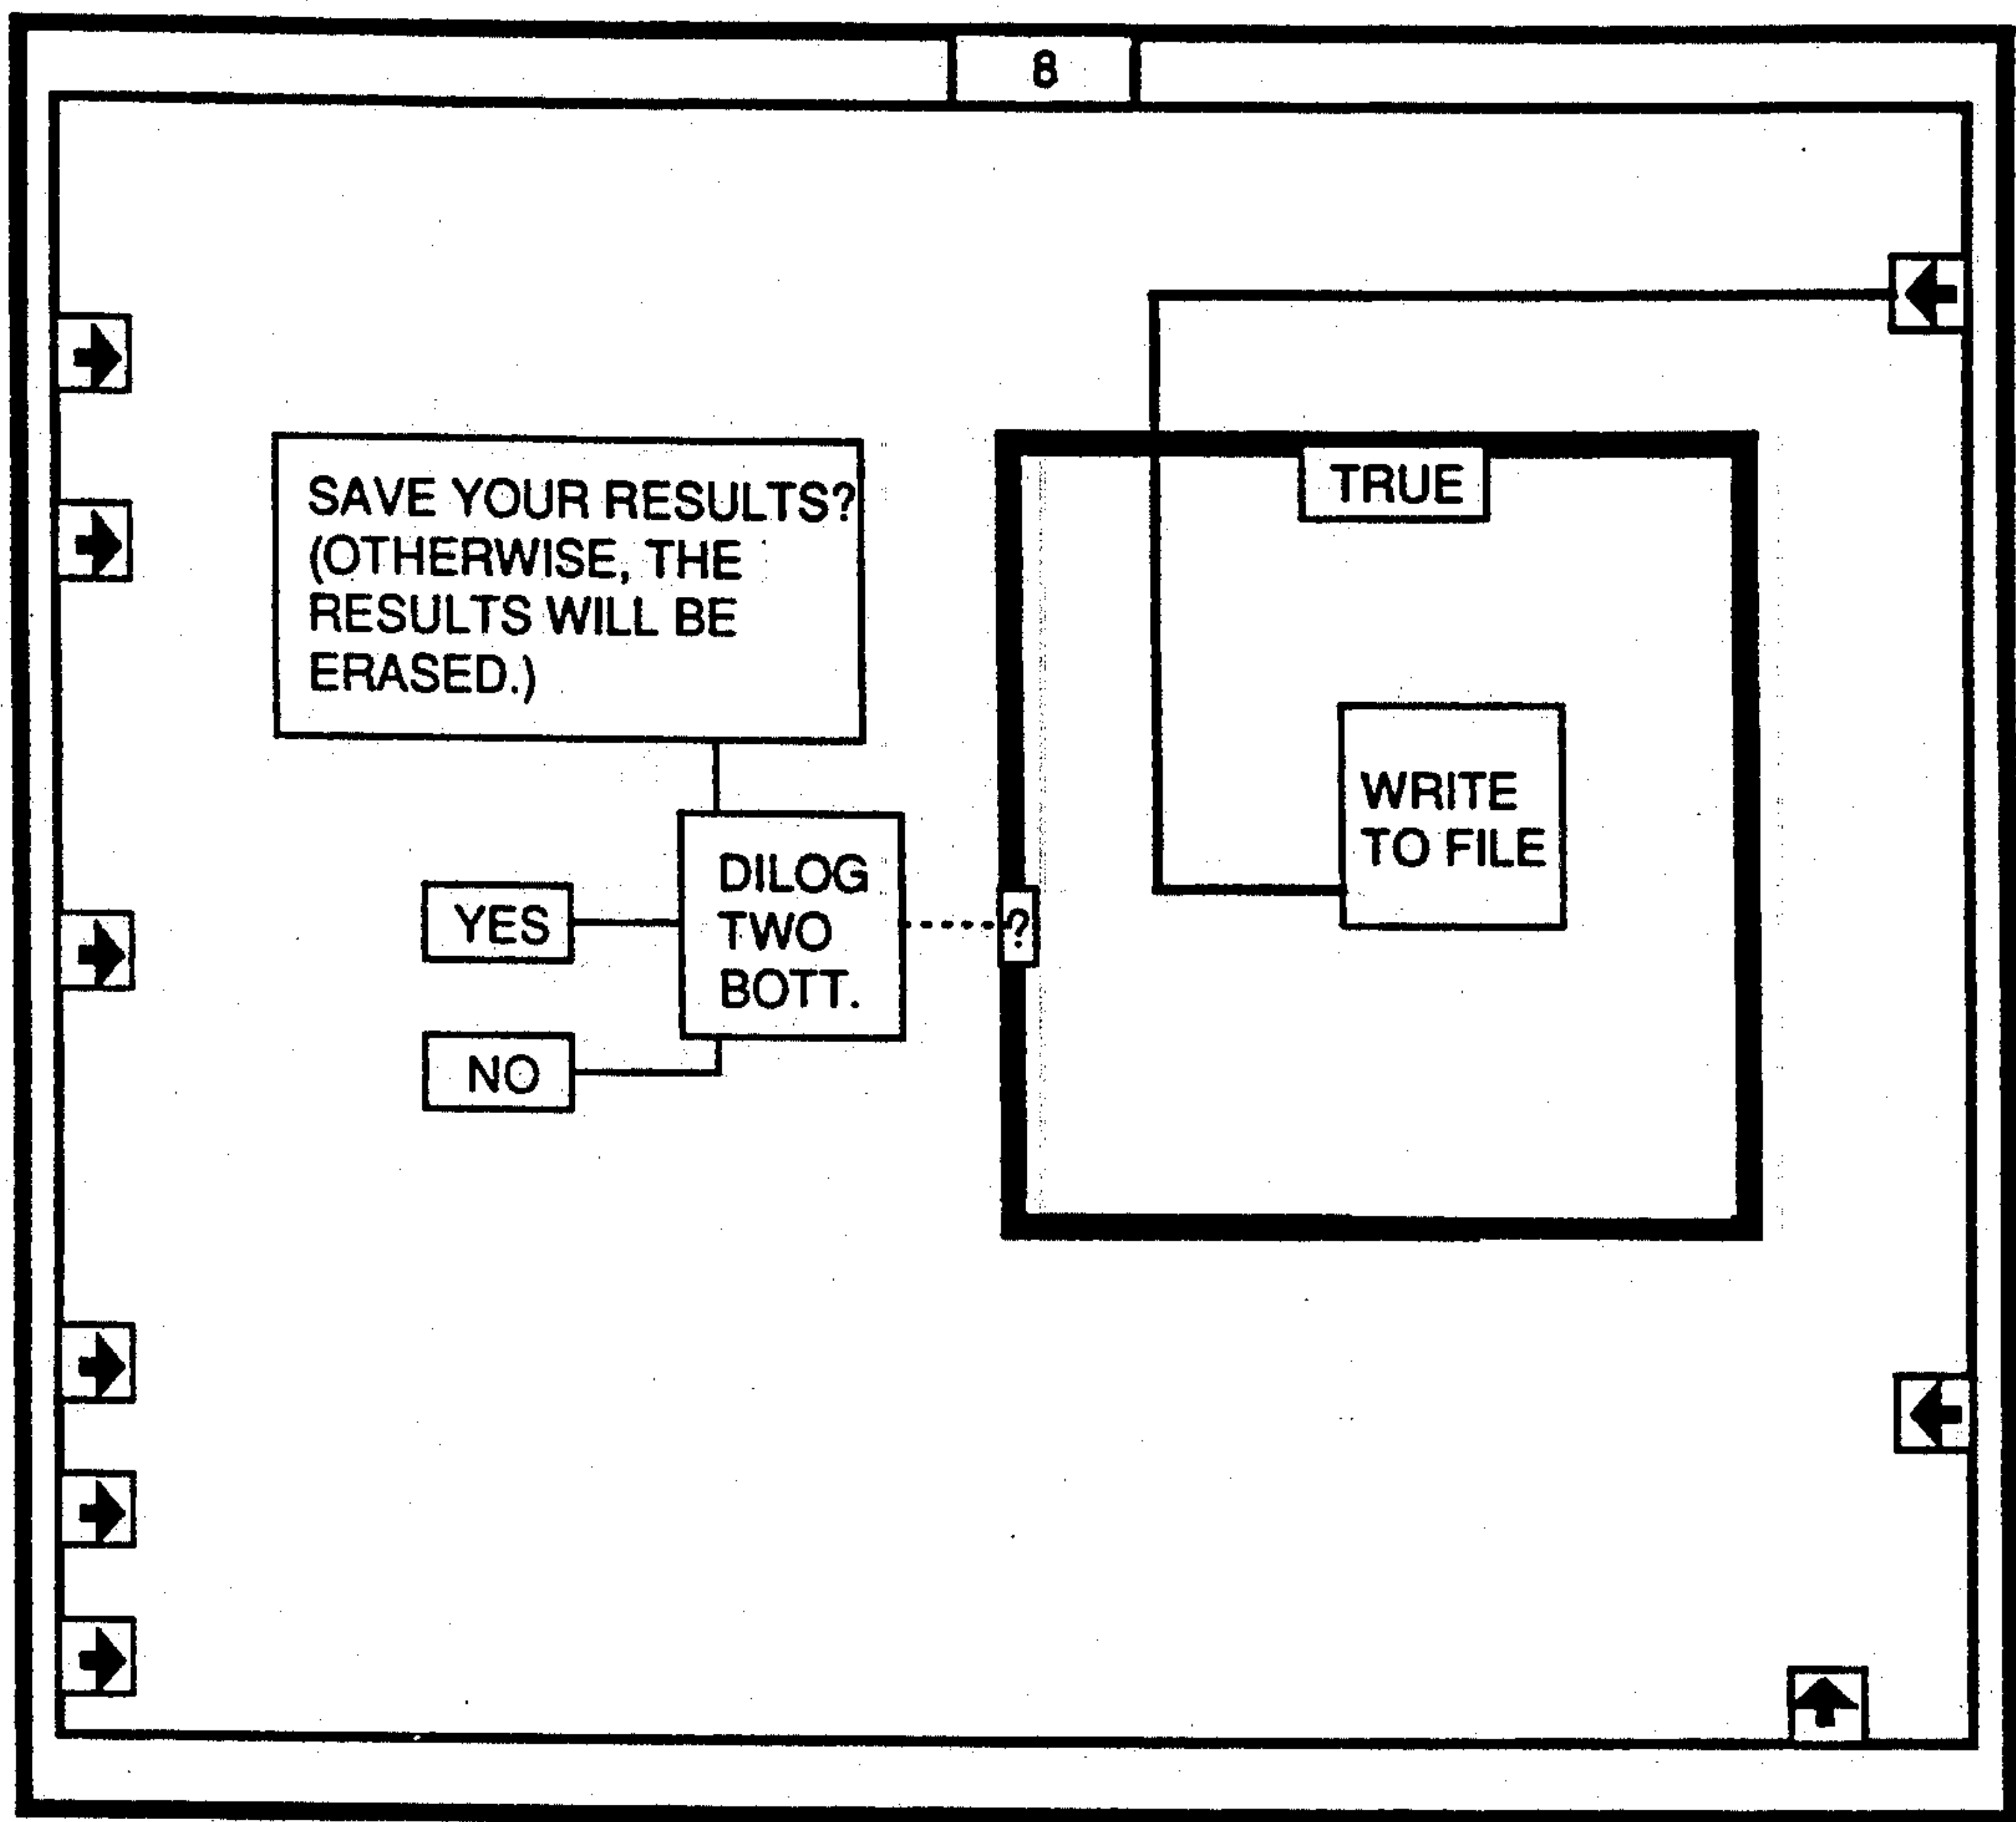 8
SAVE YOUR RESULTS?
(OTHERWISE, THE
RESULTS WILL BE
ERASED.)
TRUE
WRITE
TO FILE
DILOG
TWO
BOTT.
YES
?
NO